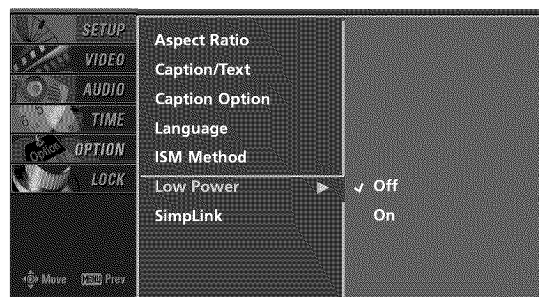 SETUP
VIDEO
AUDIO
TIME
OPTION
LOCK
Aspect Ratio
Caption/Text
Caption Option
Language
ISM Method
Low Power
SimpLink
Off
On
Option
Move MENU Prev